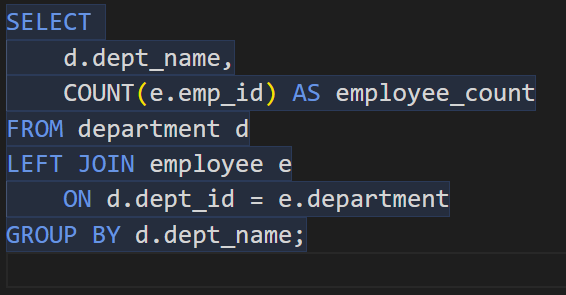 SELECT
    d.dept_name,
    COUNT(e.emp_id) AS employee_count
FROM department d
LEFT JOIN employee e
    ON d.dept_id = e.department
GROUP BY d.dept_name;